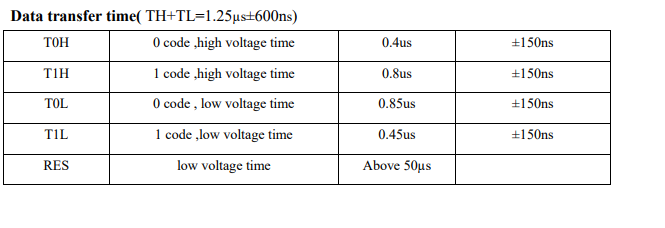 Data transfer time( TH+TL=1.25µs±600ns)
T0H 0 code ,high voltage time 0.4us ±150ns
T1H 1 code ,high voltage time 0.8us ±150ns
T0L 0 code , low voltage time 0.85us ±150ns
T1L 1 code ,low voltage time 0.45us ±150ns
RES low voltage time Above 50µs